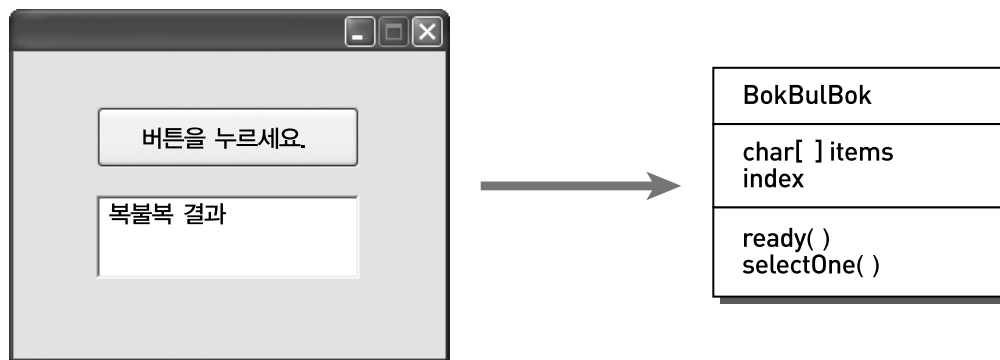 버튼을 누르세요.
복불복 결과
BokBulBok
char[ ] items
index
ready( )
selectOne( )